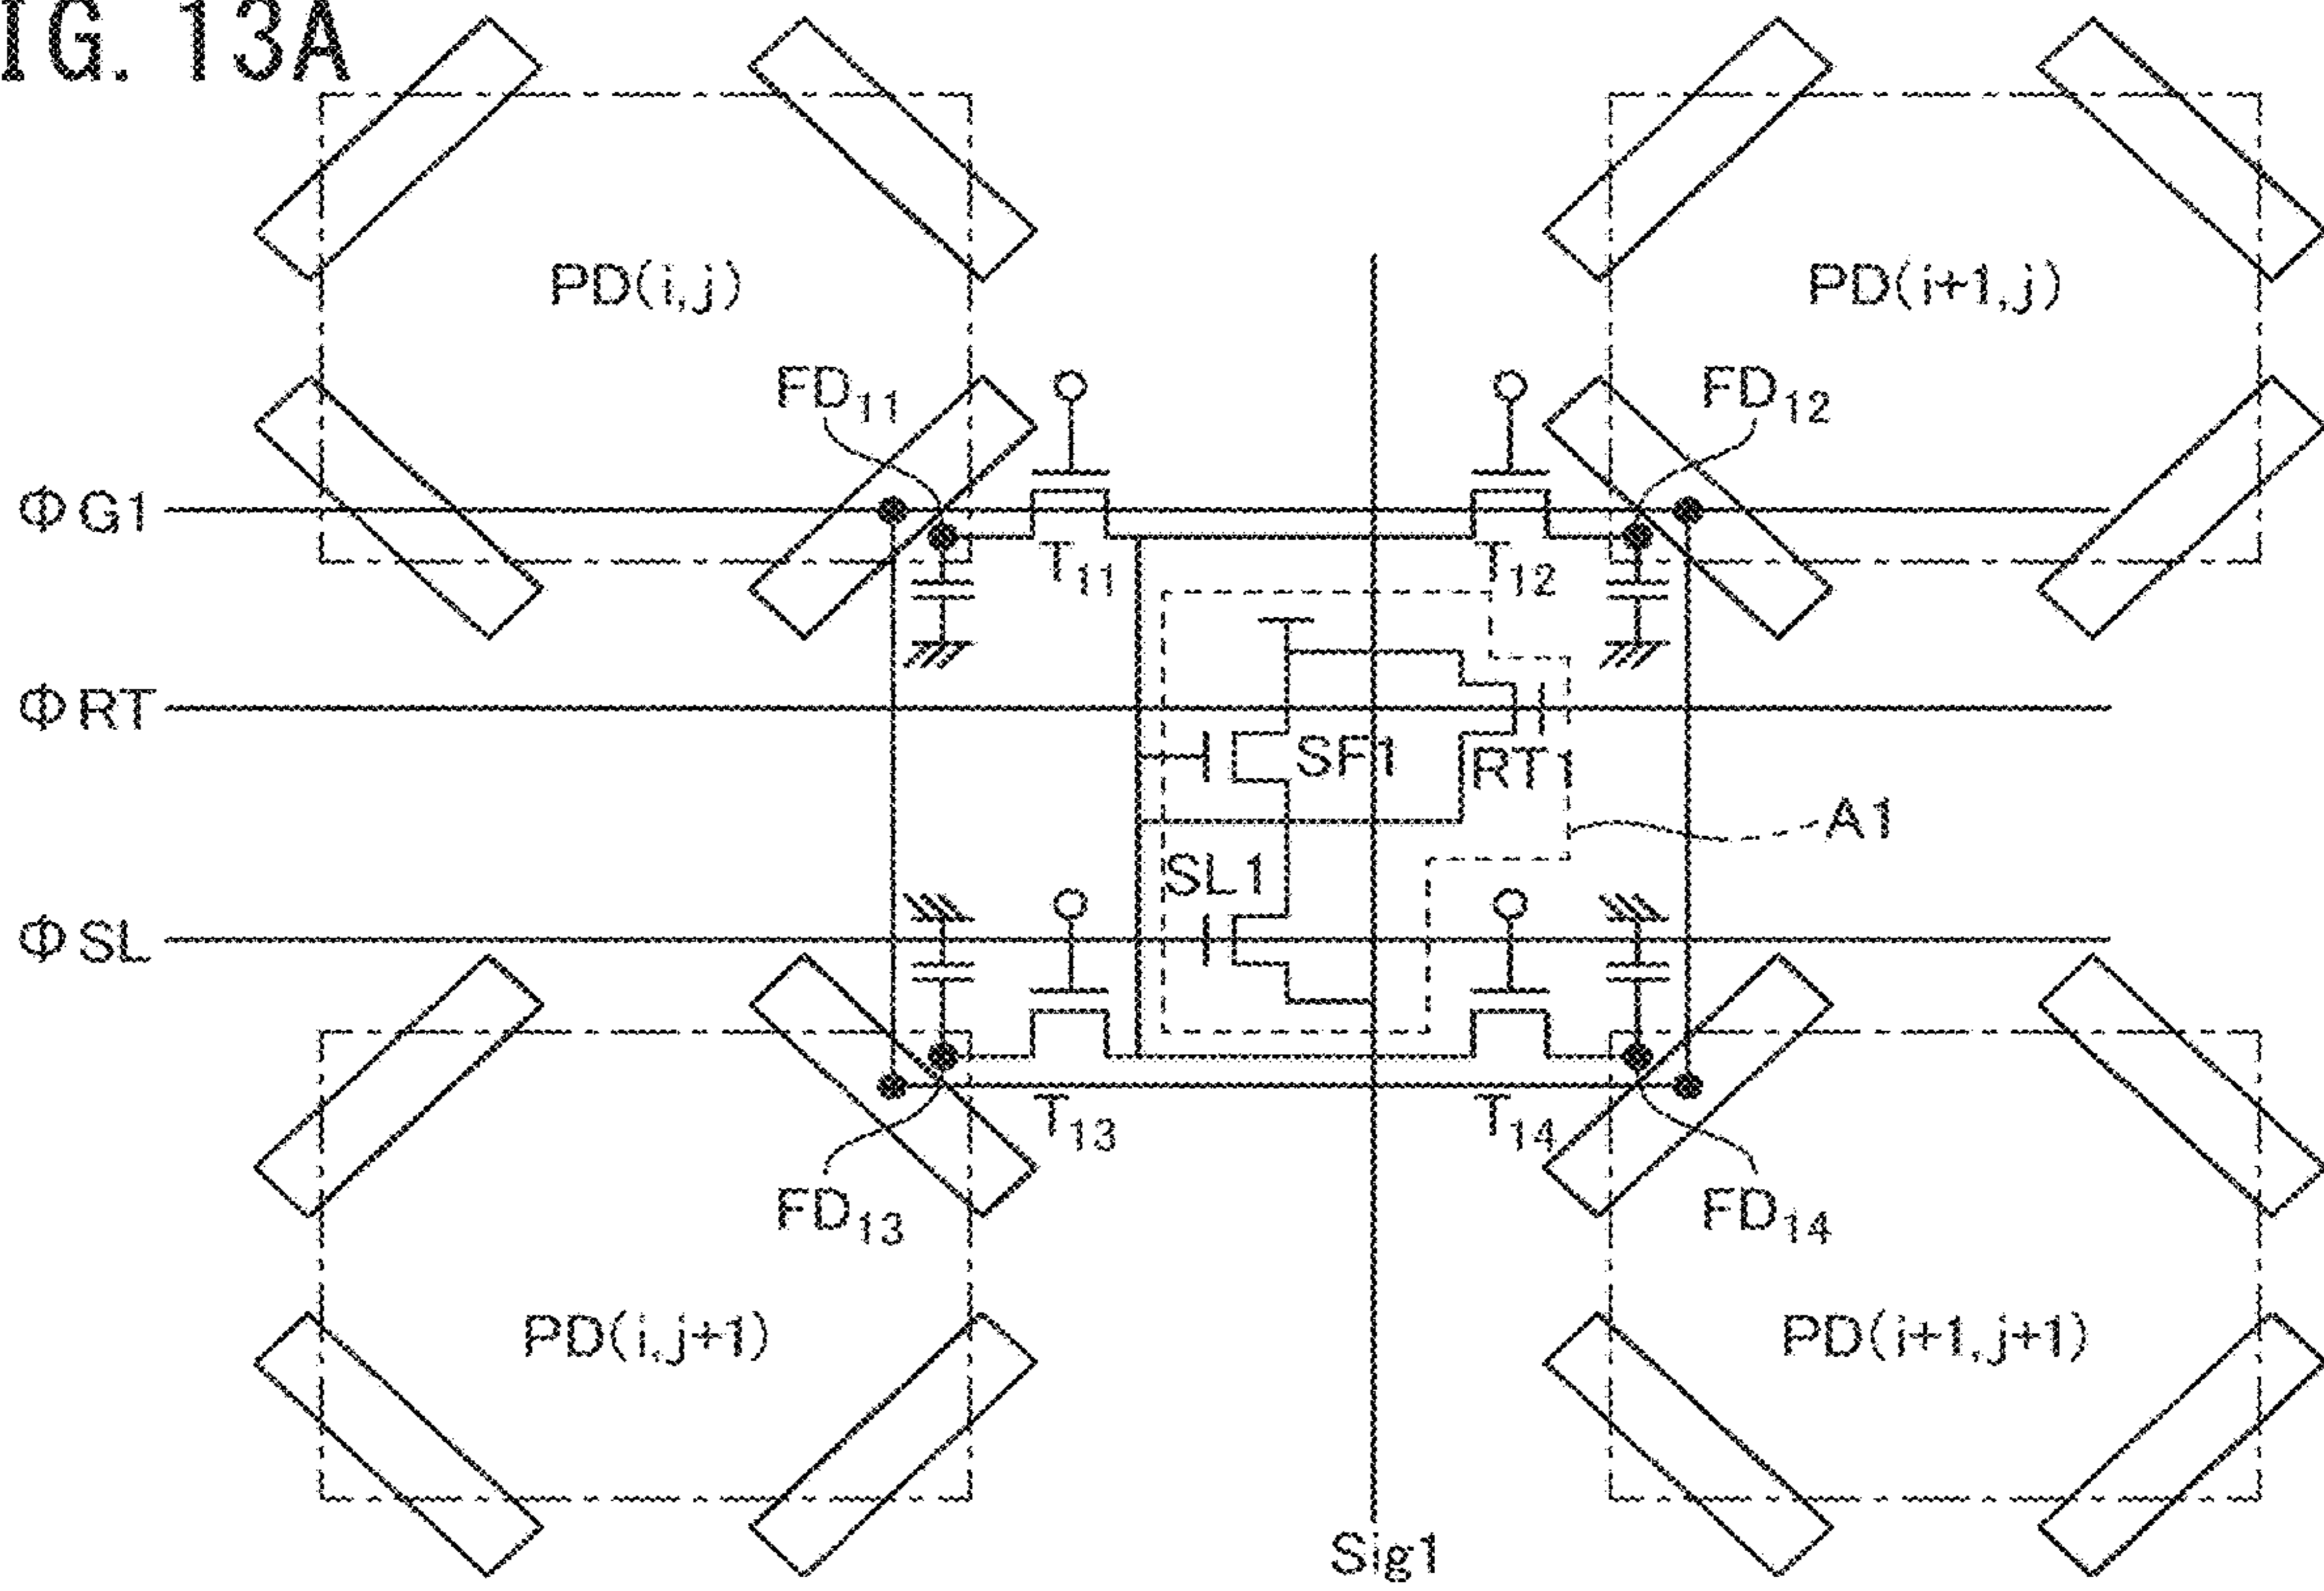 IG. 13A
PD(i,j)
PD(i+1,j)
FD11
FD12
ΦG1
T11
T12
ΦRT
SF1
RT1
A1
SL1
ΦSL
T13
T14
FD13
FD14
PD(i,j+1)
PD(i+1,j+1)
Sig1